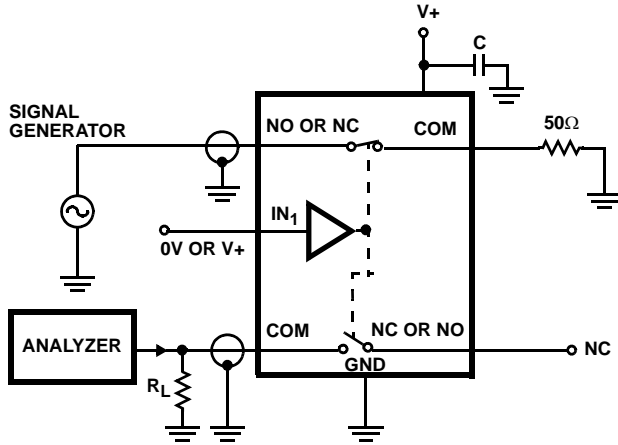 V+
C
SIGNAL
GENERATOR
NO OR NC
COM
50Ω
IN1
0V OR V+
ANALYZER
COM
NC OR NO
NC
GND
RL